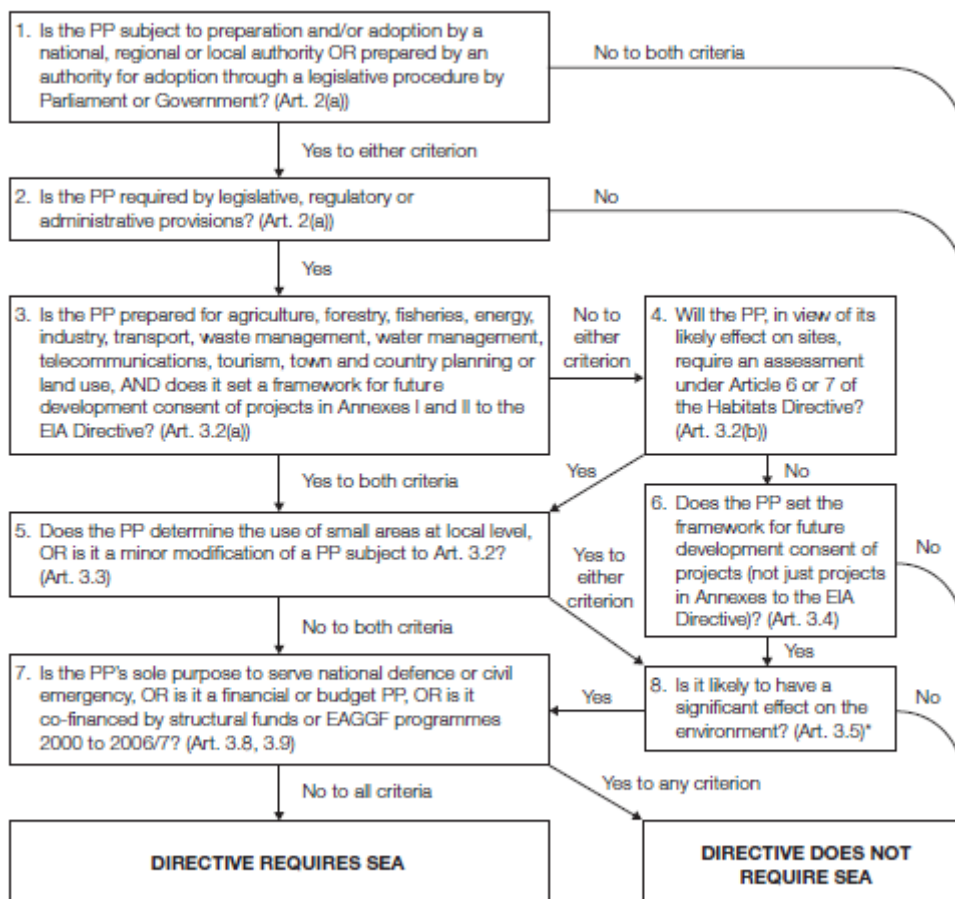 1. Is the PP subject to preparation and/or adoption by a
national, regional or local authority OR prepared by an
authority for adoption through a legislative procedure by
Parliament or Government? (Art. 2(a))
No to both criteria
Yes to either criterion
2. Is the PP required by legislative, regulatory or
administrative provisions? (Art. 2(a))
No
Yes
3. Is the PP prepared for agriculture, forestry, fisheries, energy,
industry, transport, waste management, water management,
telecommunications, tourism, town and country planning or
land use, AND does it set a framework for future
development consent of projects in Annexes I and II to the
EIA Directive? (Art. 3.2(a))
No to
either
criterion
4. Will the PP, in view of its
likely effect on sites,
require an assessment
under Article 6 or 7 of
the Habitats Directive?
(Art. 3.2(b))
Yes to both criteria
Yes
No
5. Does the PP determine the use of small areas at local level,
OR is it a minor modification of a PP subject to Art. 3.2?
(Art. 3.3)
Yes to
either
criterion
6. Does the PP set the
framework for future
development consent of
projects (not just projects
in Annexes to the EIA
Directive)? (Art. 3.4)
No
No to both criteria
Yes
7. Is the PP's sole purpose to serve national defence or civil
emergency, OR is it a financial or budget PP, OR is it
co-financed by structural funds or EAGGF programmes
2000 to 2006/7? (Art. 3.8, 3.9)
Yes
8. Is it likely to have a
significant effect on the
environment? (Art. 3.5)*
No
No to all criteria
Yes to any criterion
DIRECTIVE REQUIRES SEA
DIRECTIVE DOES NOT
REQUIRE SEA